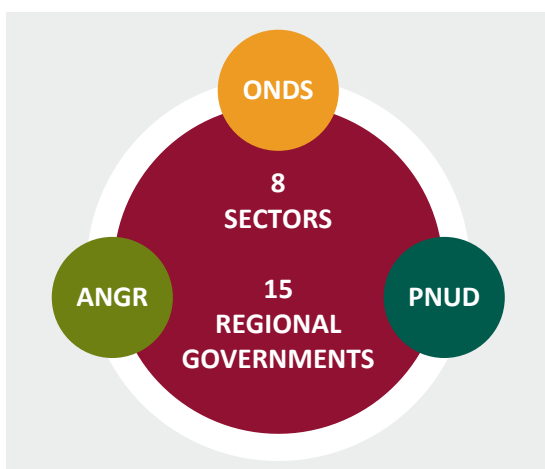 ONDS
8
SECTORS
ANGR
15
REGIONAL
GOVERNMENTS
PNUD